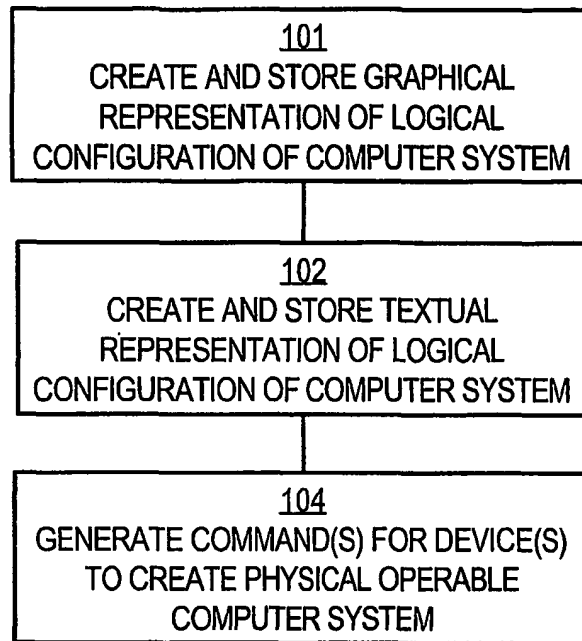 101
CREATE AND STORE GRAPHICAL
REPRESENTATION OF LOGICAL
CONFIGURATION OF COMPUTER SYSTEM
102
CREATE AND STORE TEXTUAL
REPRESENTATION OF LOGICAL
CONFIGURATION OF COMPUTER SYSTEM
104
GENERATE COMMAND(S) FOR DEVICE(S)
TO CREATE PHYSICAL OPERABLE
COMPUTER SYSTEM